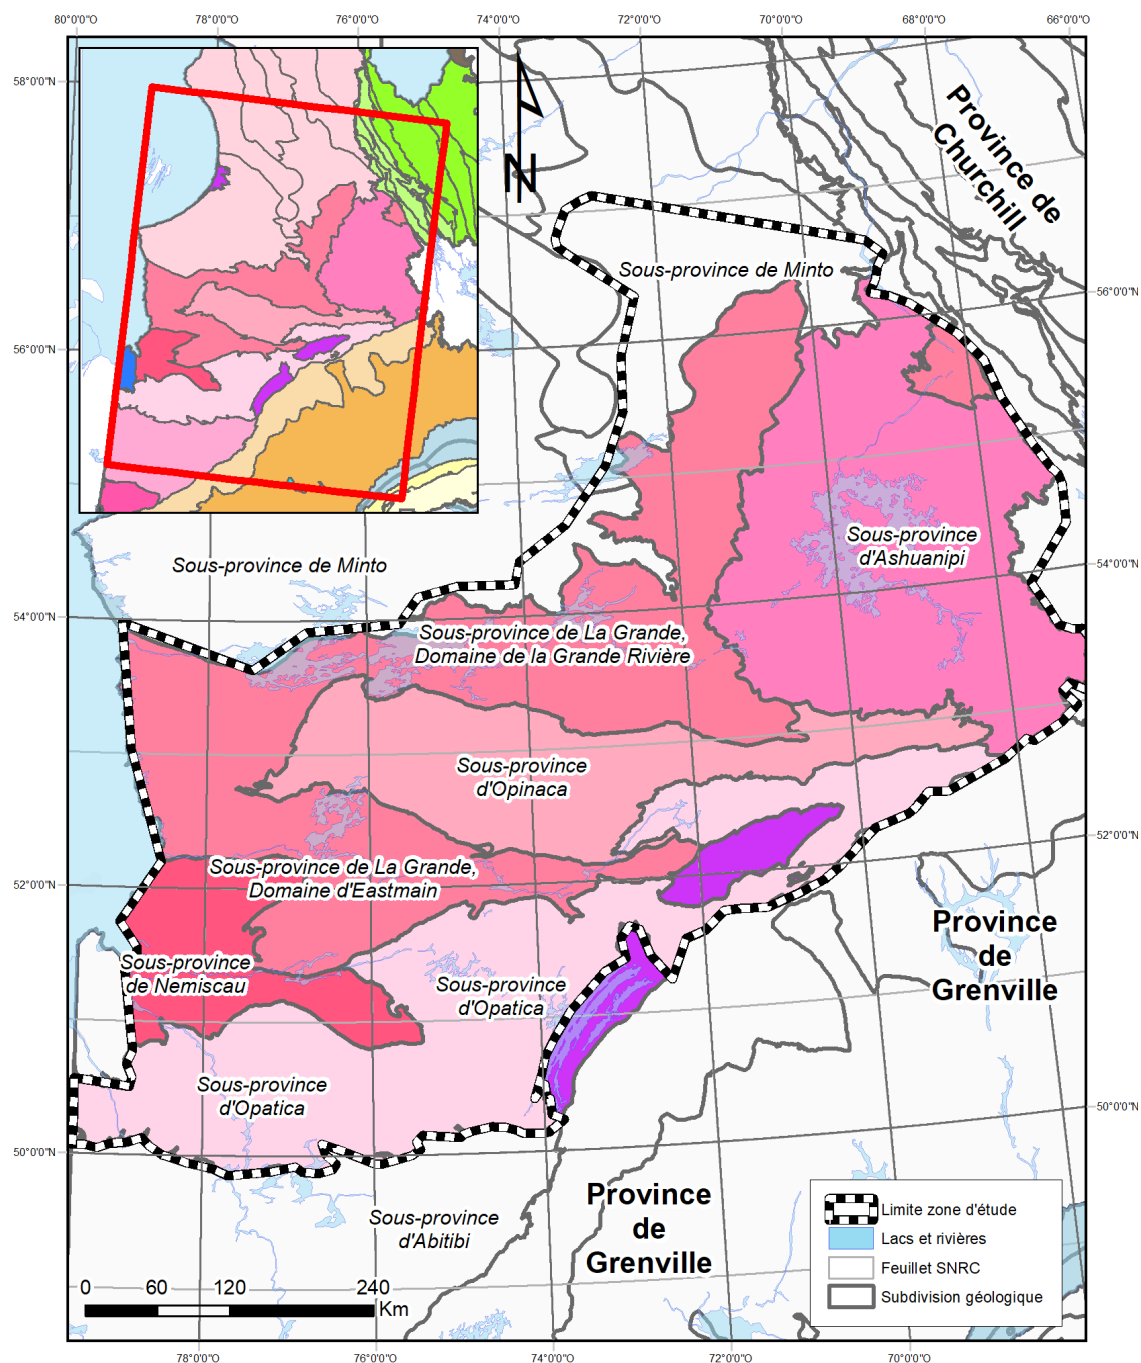 80°0'0"O
78°0'0"O
76°0'0"O
74°0'0"O
72°0'0"O
70°0'0"O
68°0'0"O
66°0'0"O
58°0'0"N
N
Province de
Churchill
Sous-province de Minto
56°0'0"N
56°0'0"N
Sous-province
d'Ashuanipi
Sous-province de Minto
54°0'0"N
54°0'0"N
Sous-province de La Grande,
Domaine de la Grande Rivière
Sous-province
d'Opinaca
52°0'0"N
52°0'0"N
Sous-province de La Grande,
Domaine d'Eastmain
Province
de
Grenville
Sous-province
de Nemiscau
Sous-province
d'Opatica
Sous-province
d'Opatica
50°0'0"N
50°0'0"N
Province
de
Grenville
Sous-province
d'Abitibi
Limite zone d'étude
Lacs et rivières
Feuillet SNRC
Subdivision géologique
0 60 120 240
Km
78°0'0"O
76°0'0"O
74°0'0"O
72°0'0"O
70°0'0"O